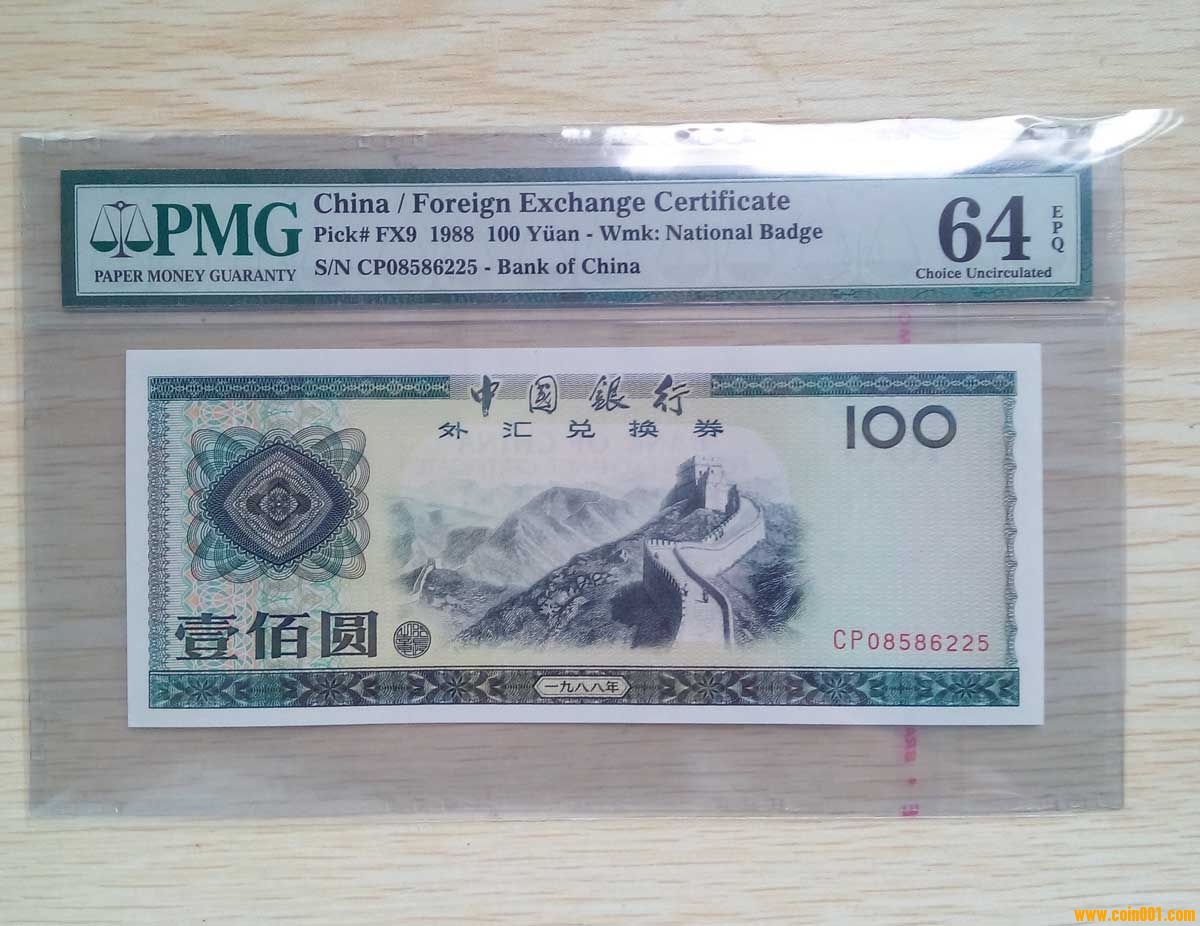 PMG
PAPER MONEY GUARANTY
China / Foreign Exchange Certificate
Pick# FX9 1988 100 Yüan - Wmk: National Badge
S/N CP08586225 - Bank of China
64
EPQ
Choice Uncirculated
中国銀行
外汇兑换券
100
壹佰圆
CP08586225
一九八八年
www.coin001.com